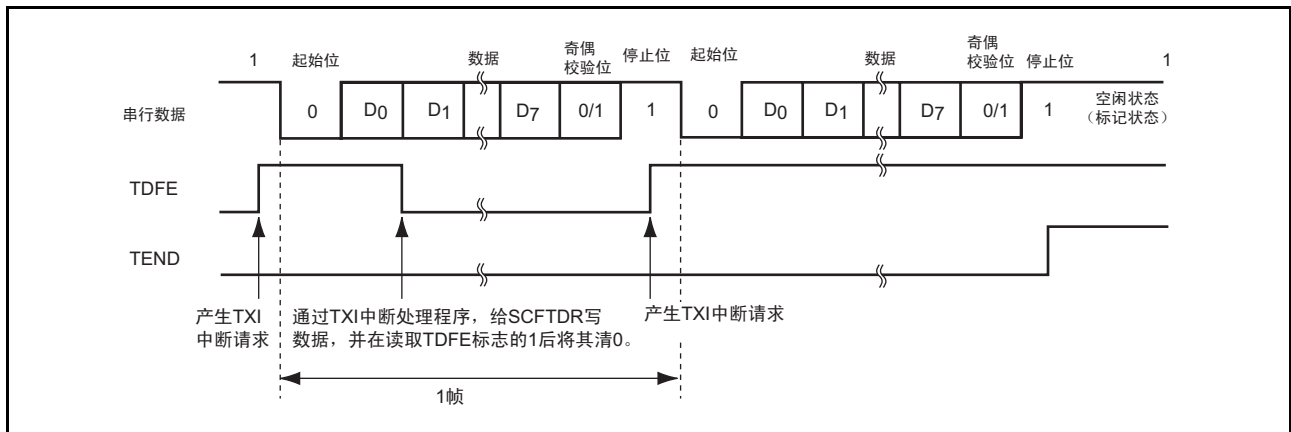 1 起始位 数据 奇偶校验位 停止位 起始位 数据 奇偶校验位 停止位 1
串行数据 0 D0 D1 D7 0/1 1 0 D0 D1 D7 0/1 1 空闲状态（标记状态）
TDFE
TEND
产生TXI
中断请求
通过TXI中断处理程序，给SCFTDR写
数据，并在读取TDFE标志的1后将其清0。
产生TXI中断请求
1帧